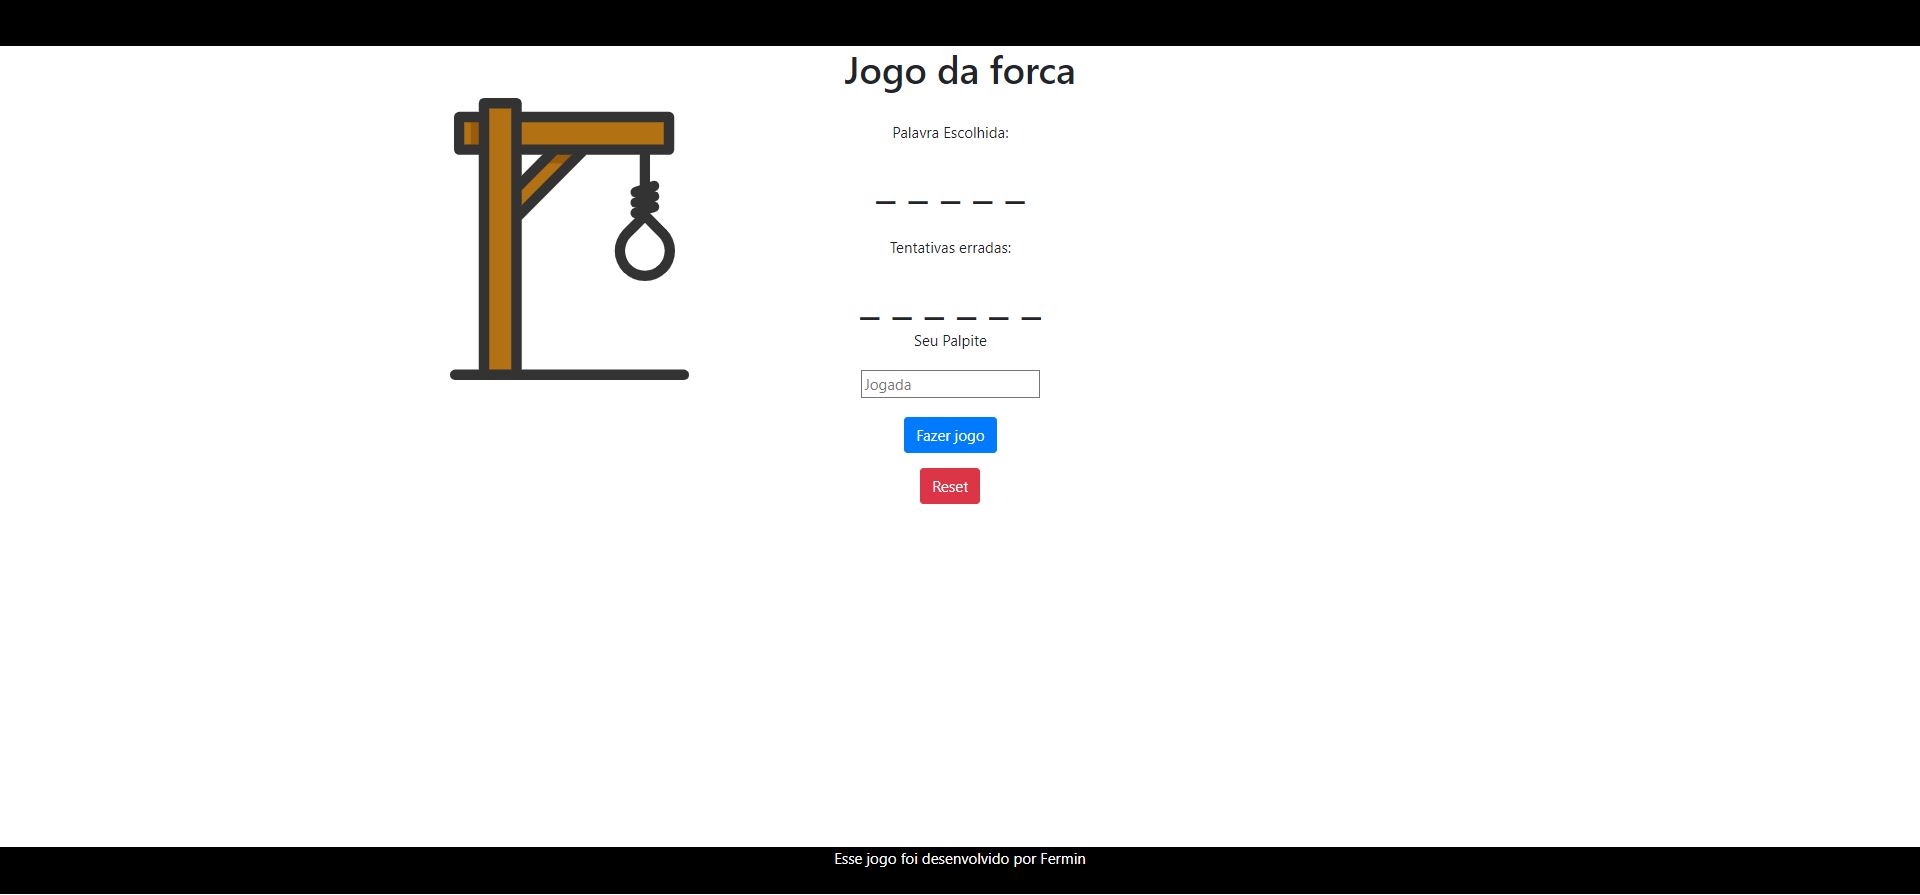 Jogo da forca
Palavra Escolhida:
_ _ _ _ _
Tentativas erradas:
_ _ _ _ _ _
Seu Palpite
Jogada
Fazer jogo
Reset
Esse jogo foi desenvolvido por Fermin